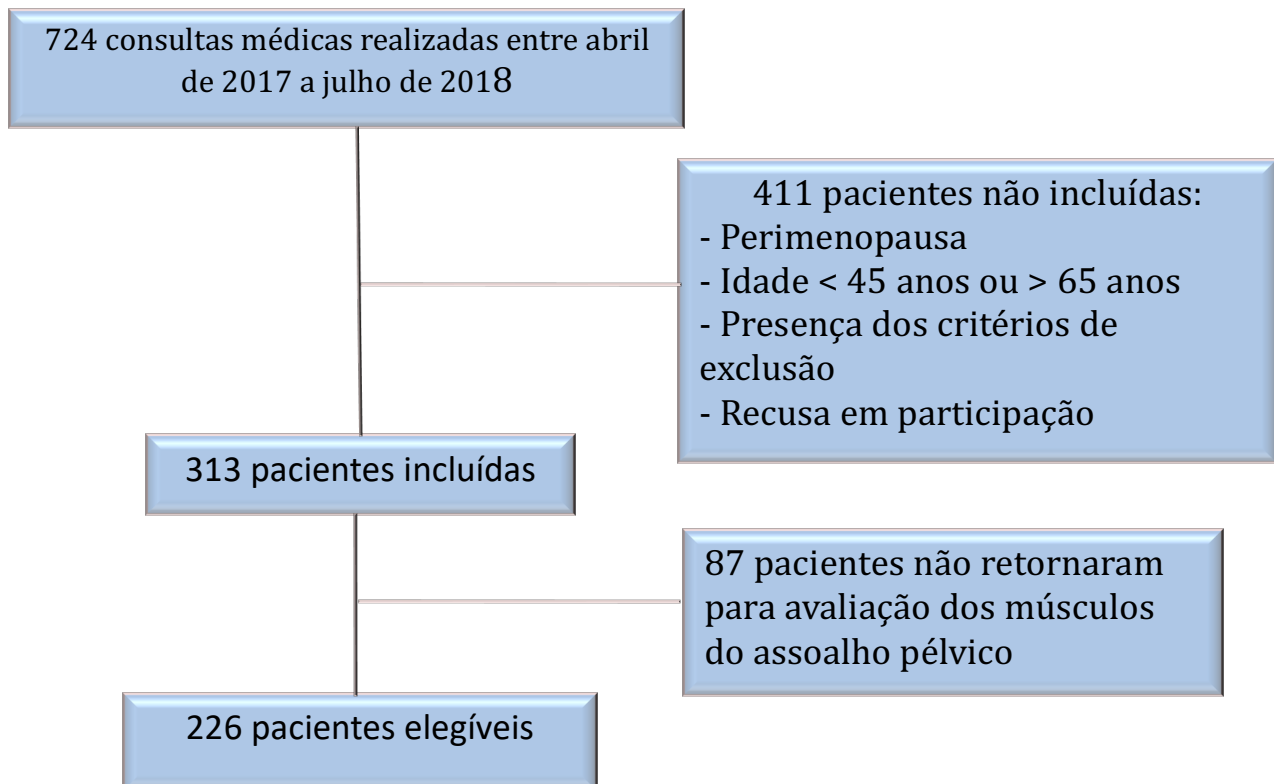 724 consultas médicas realizadas entre abril
de 2017 a julho de 2018
411 pacientes não incluídas:
- Perimenopausa
- Idade < 45 anos ou > 65 anos
- Presença dos critérios de
exclusão
- Recusa em participação
313 pacientes incluídas
87 pacientes não retornaram
para avaliação dos músculos
do assoalho pélvico
226 pacientes elegíveis